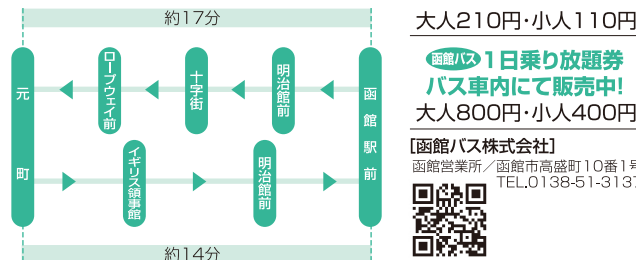 約17分
元町
ロープウェイ前
十字街
明治館前
函館駅前
イギリス領事館
明治館前
約14分
大人210円・小人110円
函館バス 1日乗り放題券
バス車内にて販売中!
大人800円・小人400円
[函館バス株式会社]
函館営業所／函館市高盛町10番1号
TEL.0138-51-3137